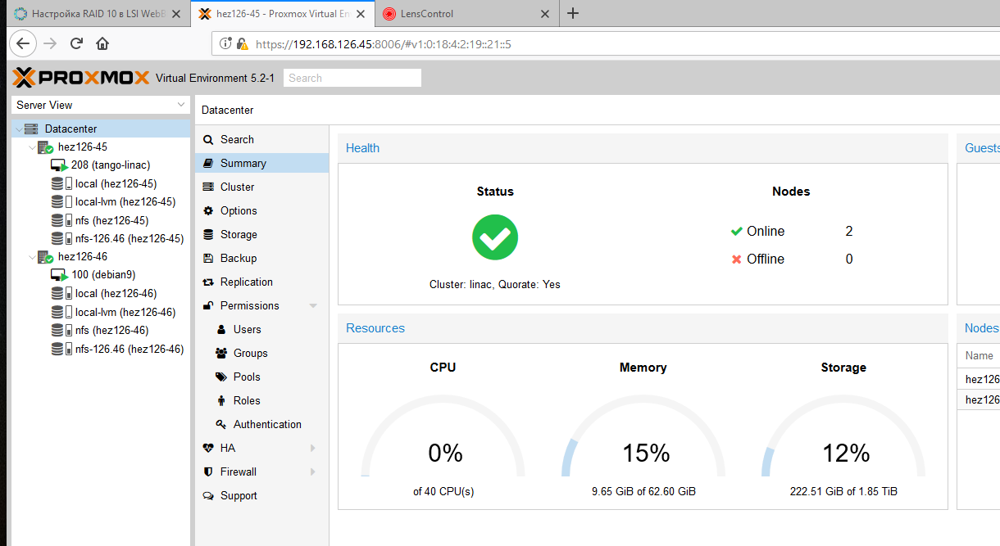 Настройка RAID 10 в LSI WebB
hez126-45 - Proxmox Virtual En
LensControl
https://192.168.126.45:8006/#v1:0:18:4:2:19::21::5
PROXMOX Virtual Environment 5.2-1 Search
Server View
Datacenter
hez126-45
208 (tango-linac)
local (hez126-45)
local-lvm (hez126-45)
nfs (hez126-45)
nfs-126.46 (hez126-45)
hez126-46
100 (debian9)
local (hez126-46)
local-lvm (hez126-46)
nfs (hez126-46)
nfs-126.46 (hez126-46)
Datacenter
Search
Summary
Cluster
Options
Storage
Backup
Replication
Permissions
Users
Groups
Pools
Roles
Authentication
HA
Firewall
Support
Health
Status
Cluster: linac, Quorate: Yes
Nodes
Online 2
Offline 0
Resources
CPU
0%
of 40 CPU(s)
Memory
15%
9.65 GiB of 62.60 GiB
Storage
12%
222.51 GiB of 1.85 TiB
Guests
Nodes
Name
hez126
hez126